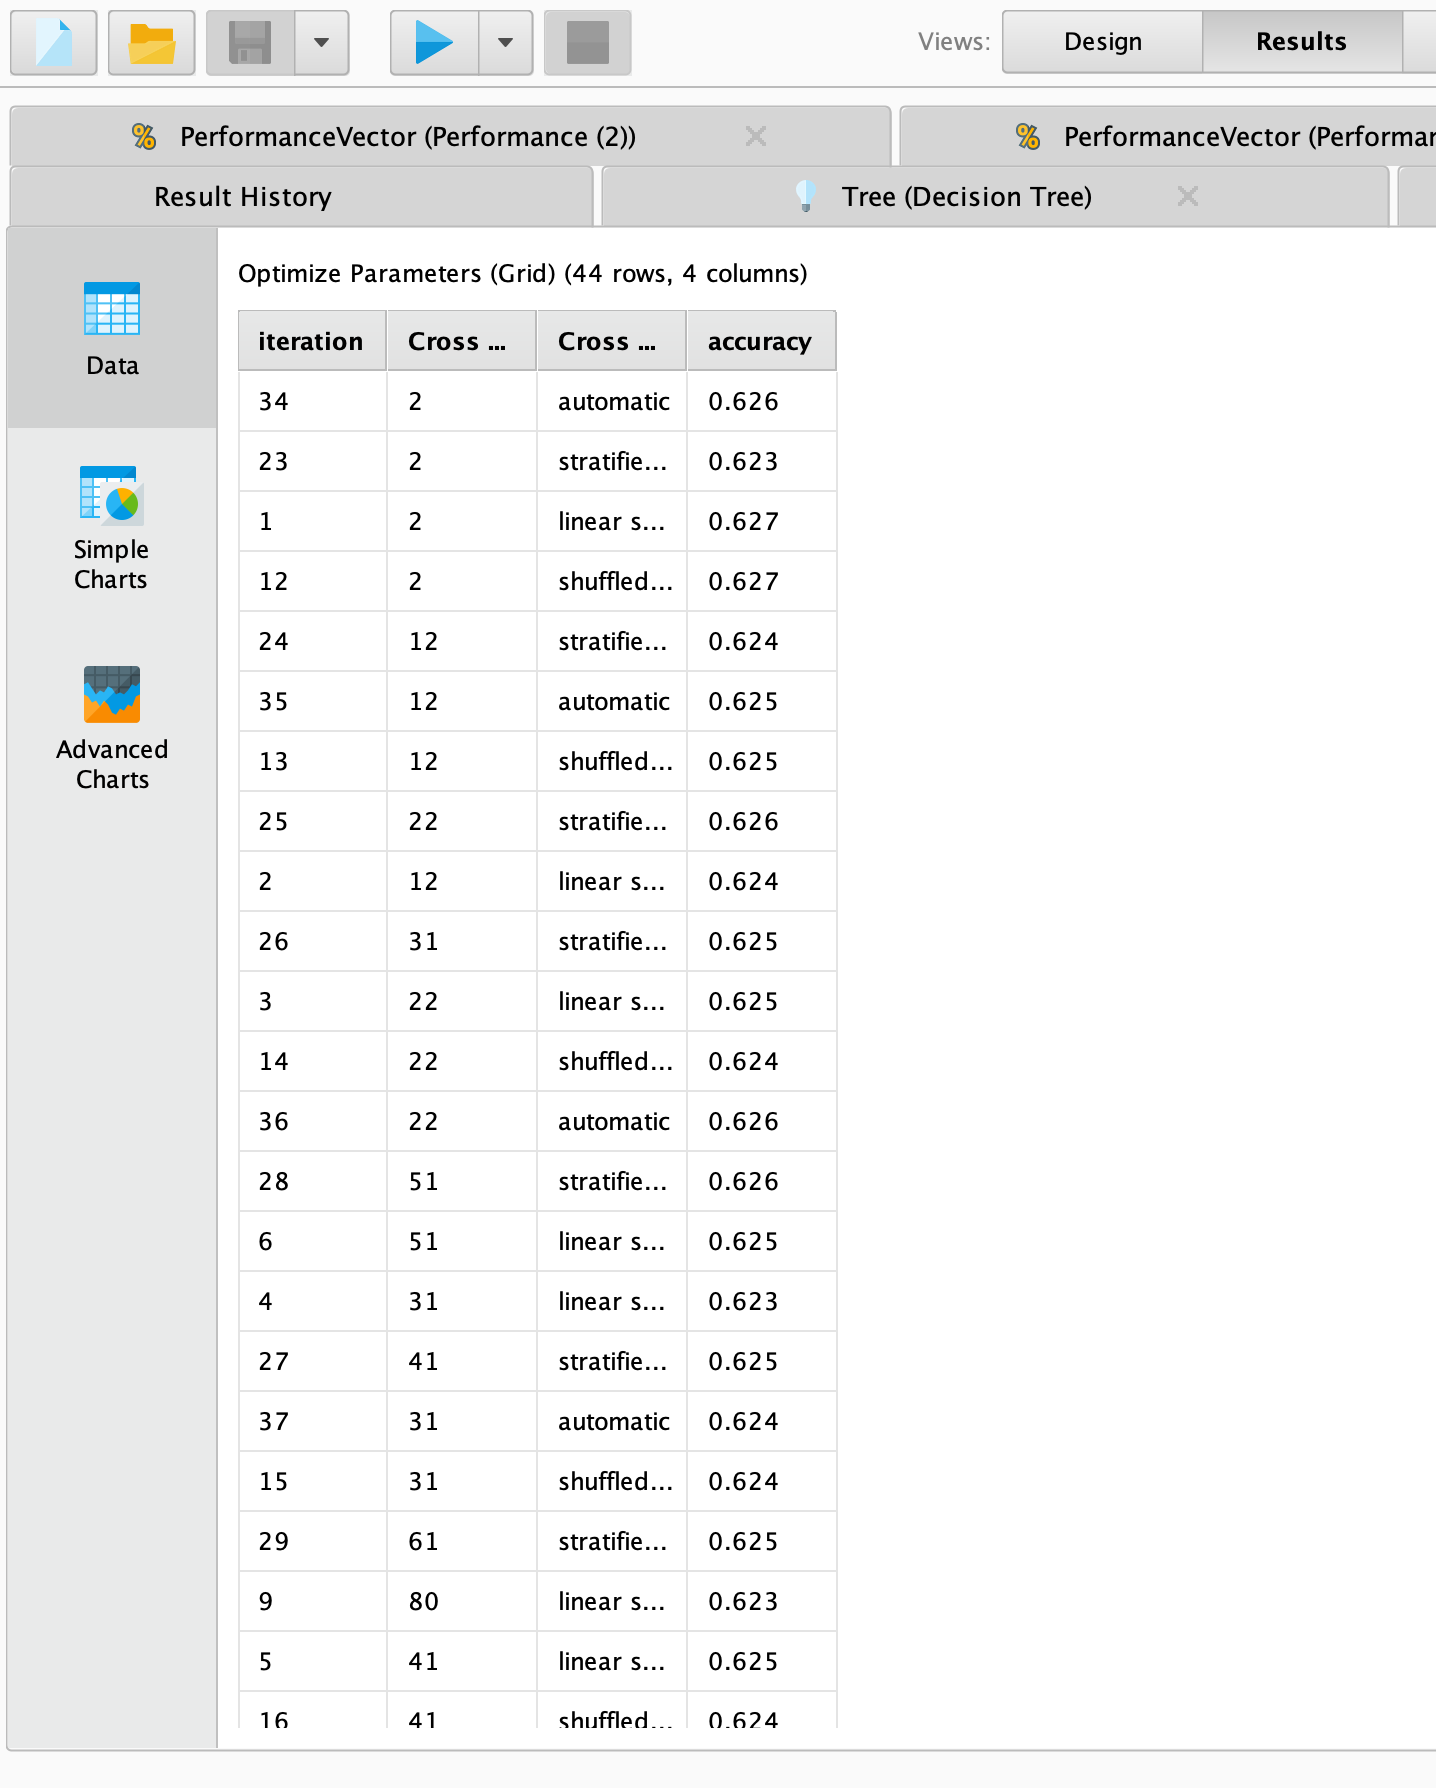 Views: Design Results
PerformanceVector (Performance (2)) PerformanceVector (Performar
Result History Tree (Decision Tree)
Data
Simple
Charts
Advanced
Charts
Optimize Parameters (Grid) (44 rows, 4 columns)
iteration Cross ... Cross ... accuracy
34 2 automatic 0.626
23 2 stratifie... 0.623
1 2 linear s... 0.627
12 2 shuffled... 0.627
24 12 stratifie... 0.624
35 12 automatic 0.625
13 12 shuffled... 0.625
25 22 stratifie... 0.626
2 12 linear s... 0.624
26 31 stratifie... 0.625
3 22 linear s... 0.625
14 22 shuffled... 0.624
36 22 automatic 0.626
28 51 stratifie... 0.626
6 51 linear s... 0.625
4 31 linear s... 0.623
27 41 stratifie... 0.625
37 31 automatic 0.624
15 31 shuffled... 0.624
29 61 stratifie... 0.625
9 80 linear s... 0.623
5 41 linear s... 0.625
16 41 shuffled... 0.624